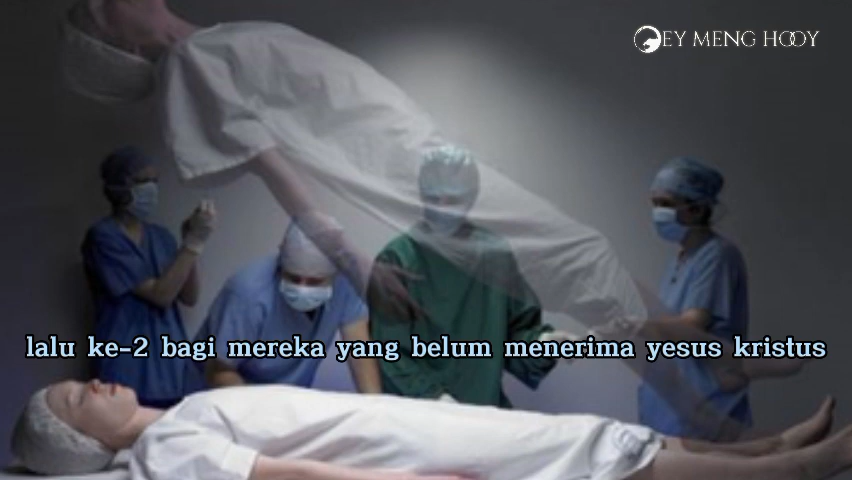 EY MENG HOOY
lalu ke-2 bagi mereka yang belum menerima yesus kristus